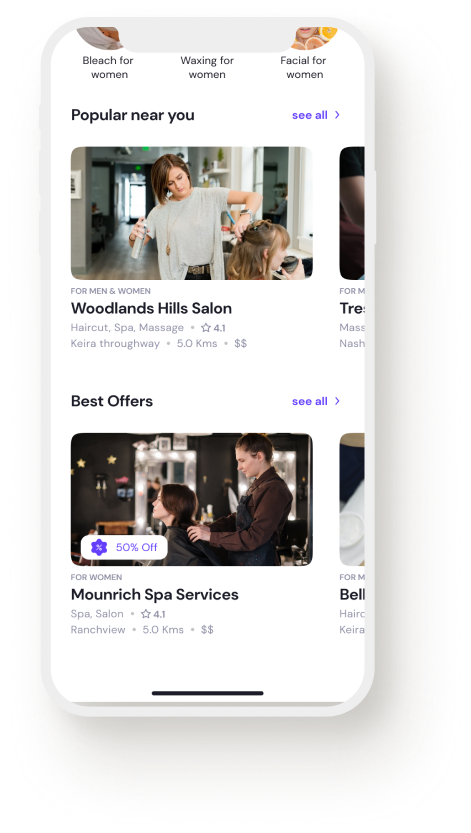 Bleach for
women
Waxing for
women
Facial for
women
Popular near you
see all
FOR MEN & WOMEN
Woodlands Hills Salon
Haircut, Spa, Massage • 4.1
Keira throughway • 5.0 Kms • $$
FOR M
Tres
Mass
Nash
Best Offers
see all
50% Off
FOR WOMEN
Mounrich Spa Services
Spa, Salon • 4.1
Ranchview • 5.0 Kms • $$
FOR M
Bell
Hairc
Keira